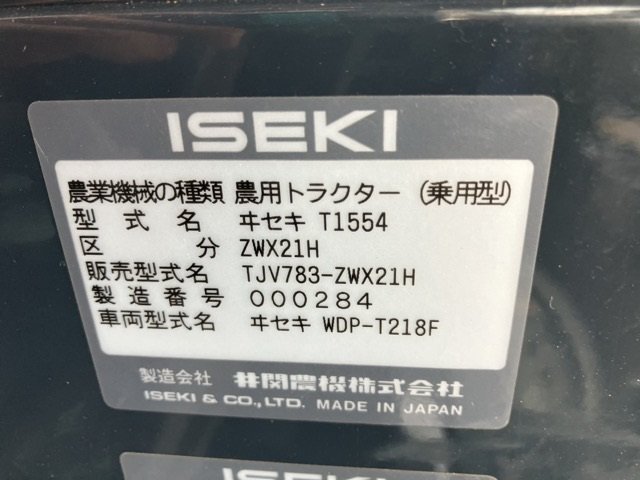 ISEKI
農業機械の種類 農用トラクター (乗用型)
型式名 ヰセキ T1554
区分 ZWX21H
販売型式名 TJV783-ZWX21H
製造番号 000284
車両型式名 ヰセキ WDP-T218F
製造会社 井関農機株式会社
ISEKI & CO.,LTD. MADE IN JAPAN
ISEKI